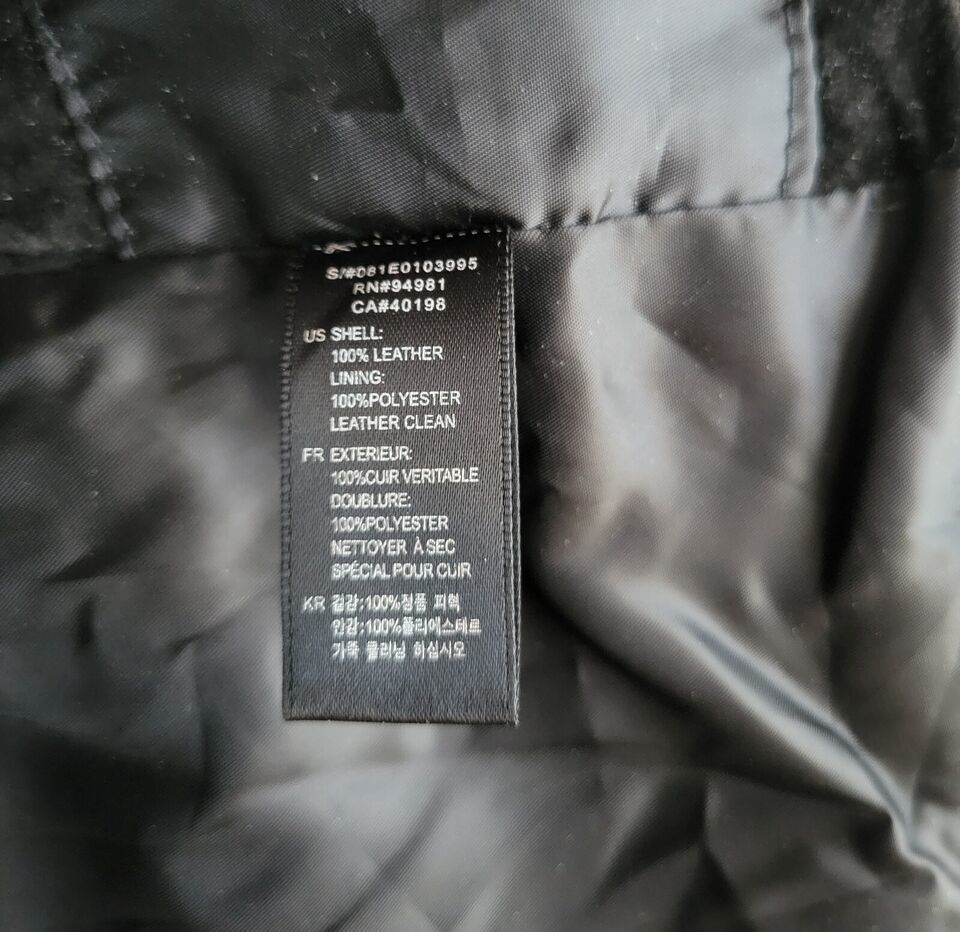 S/#081E0103995
RN#94981
CA#40198
US SHELL:
100% LEATHER
LINING:
100%POLYESTER
LEATHER CLEAN
FR EXTERIEUR:
100%CUIR VERITABLE
DOUBLURE:
100%POLYESTER
NETTOYER À SEC
SPÉCIAL POUR CUIR
KR 겉감:100%정품 피혁
안감:100%폴리에스테르
가죽 클리닝 하십시오